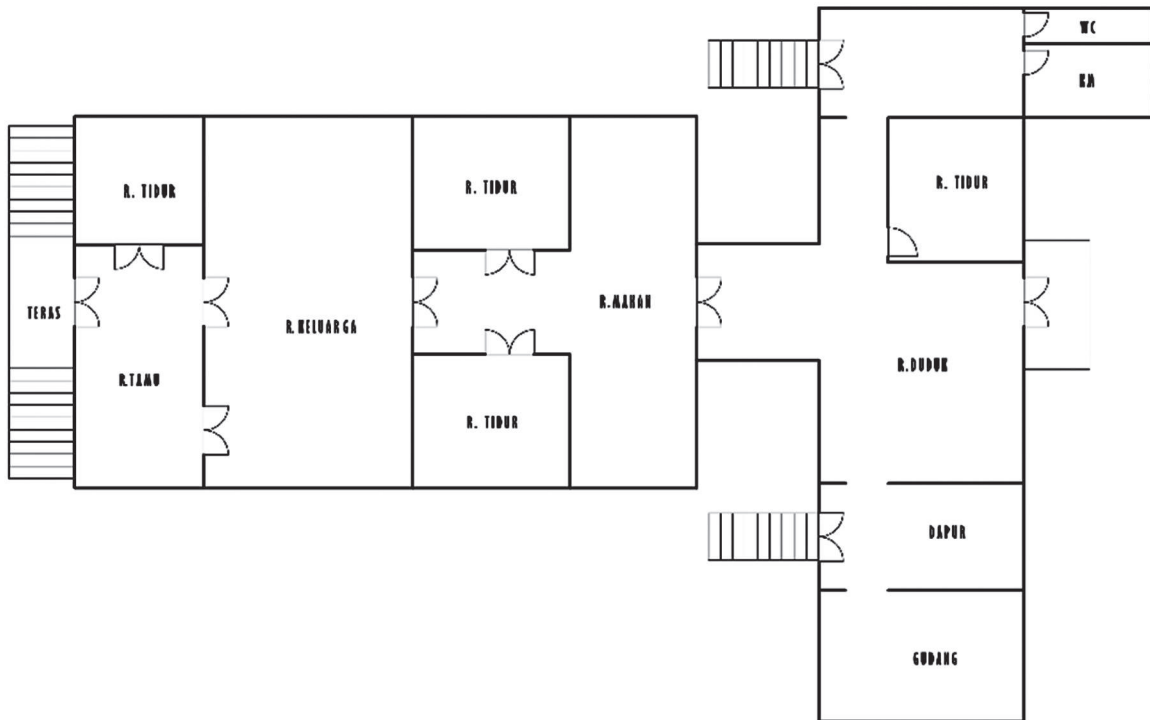 WC
KM
R. TIDUR
R. TIDUR
R. TIDUR
TERAS
R.MAKAN
R.KELUARGA
R.TAMU
R.DUDUK
R. TIDUR
DAPUR
GUDANG